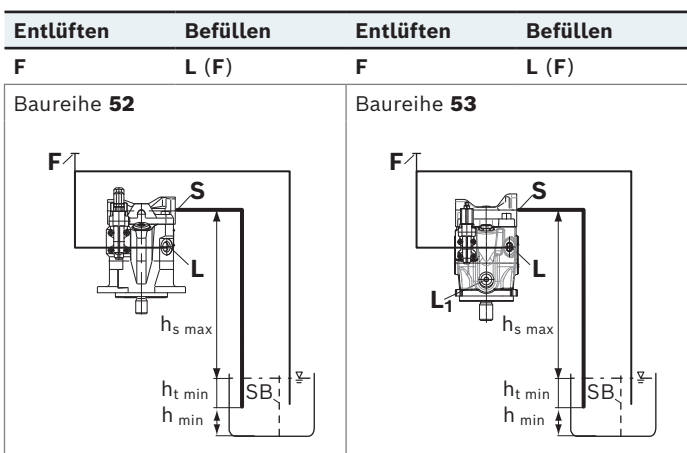 Entlüften Befüllen Entlüften Befüllen
F L (F) F L (F)
Baureihe 52 Baureihe 53
F F
S S
L L
L1
hs max hs max
ht min SB ht min SB
h min h min